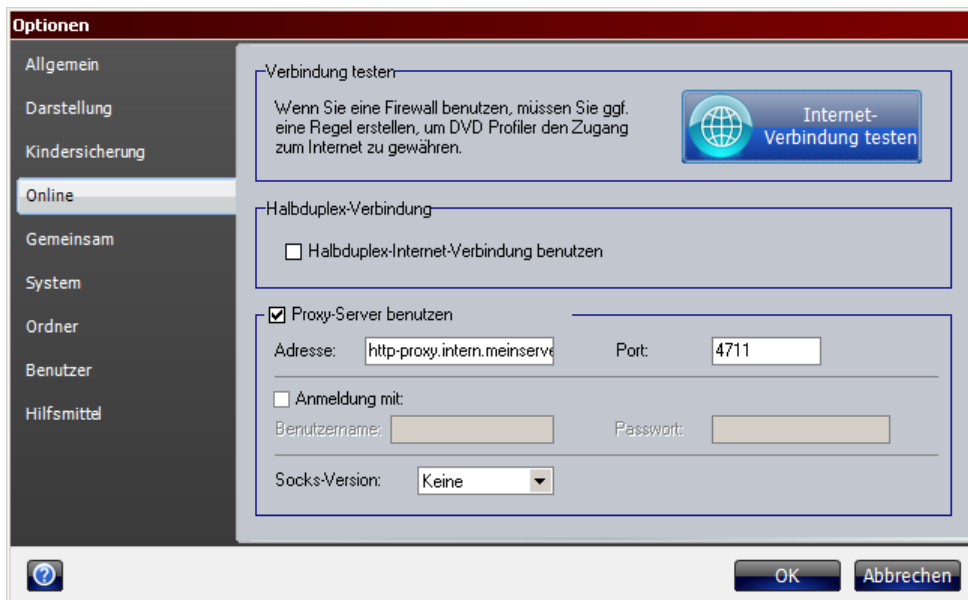 Optionen
Allgemein
Darstellung
Kindersicherung
Online
Gemeinsam
System
Ordner
Benutzer
Hilfsmittel
Verbindung testen
Wenn Sie eine Firewall benutzen, müssen Sie ggf.
eine Regel erstellen, um DVD Profiler den Zugang
zum Internet zu gewähren.
Internet-
Verbindung testen
Halbduplex-Verbindung
Halbduplex-Internet-Verbindung benutzen
Proxy-Server benutzen
Adresse: http-proxy.intern.meinserve Port: 4711
Anmeldung mit:
Benutzername: Passwort:
Socks-Version: Keine
OK Abbrechen